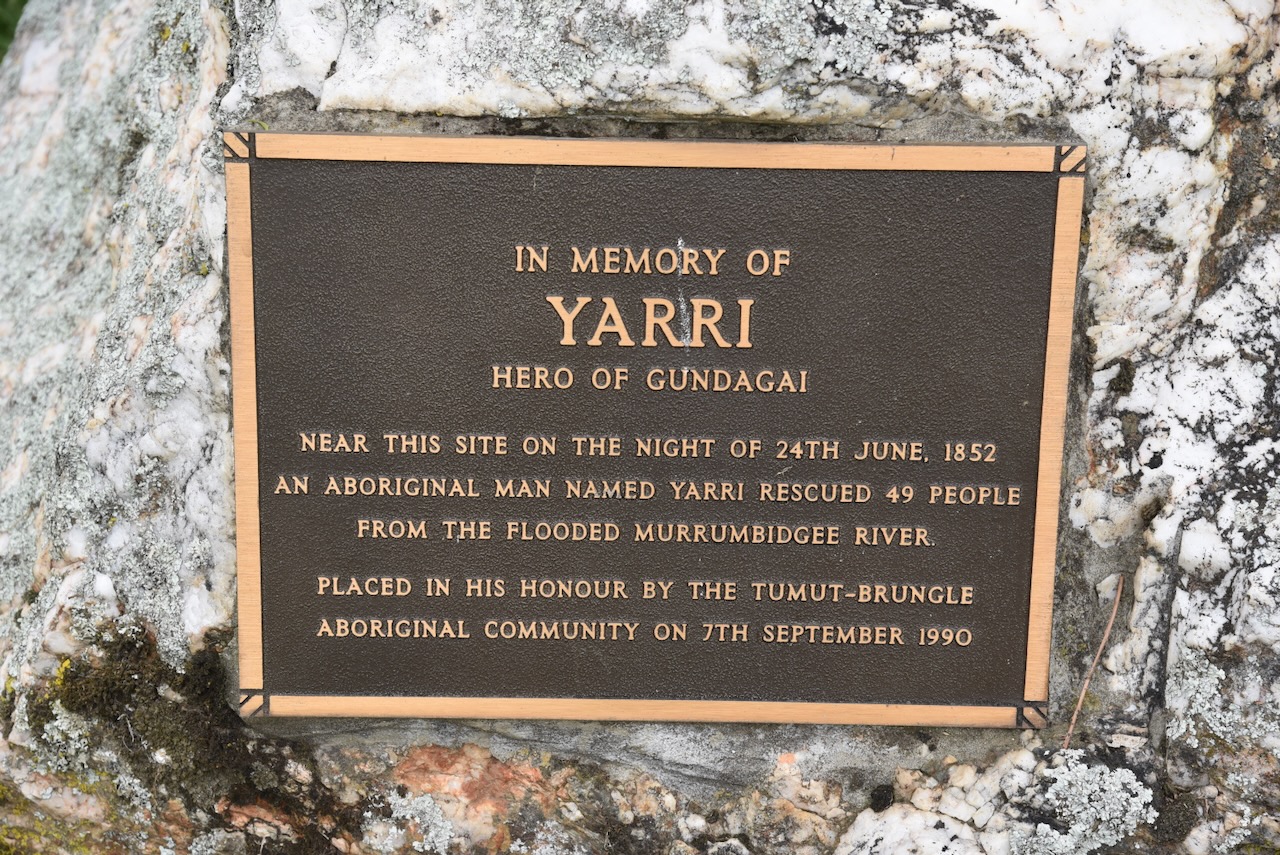 IN MEMORY OF
YARRI
HERO OF GUNDAGAI
NEAR THIS SITE ON THE NIGHT OF 24TH JUNE, 1852
AN ABORIGINAL MAN NAMED YARRI RESCUED 49 PEOPLE
FROM THE FLOODED MURRUMBIDGEE RIVER.
PLACED IN HIS HONOUR BY THE TUMUT-BRUNGLE
ABORIGINAL COMMUNITY ON 7TH SEPTEMBER 1990